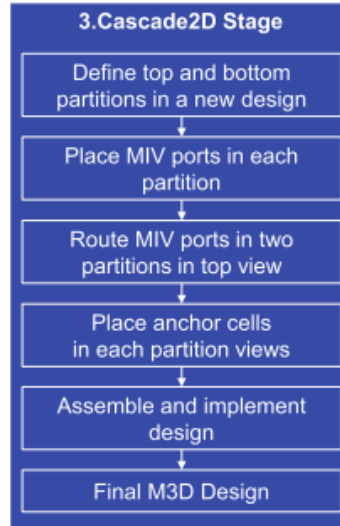 3.Cascade2D Stage
Define top and bottom
partitions in a new design
Place MIV ports in each
partition
Route MIV ports in two
partitions in top view
Place anchor cells
in each partition views
Assemble and implement
design
Final M3D Design